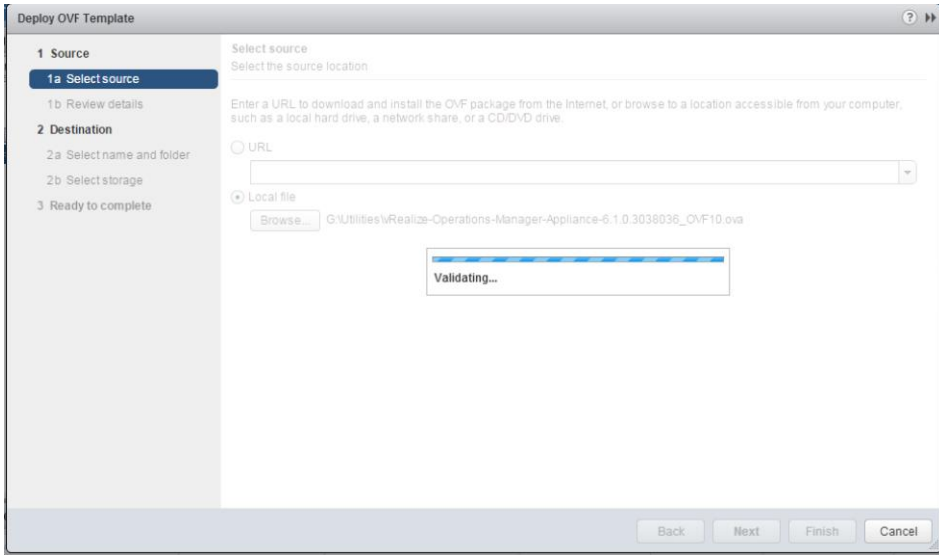 Deploy OVF Template
?
1 Source
1a Select source
1b Review details
2 Destination
2a Select name and folder
2b Select storage
3 Ready to complete
Select source
Select the source location
Enter a URL to download and install the OVF package from the Internet, or browse to a location accessible from your computer,
such as a local hard drive, a network share, or a CD/DVD drive.
URL
Local file
Browse... G:\Utilities\vRealize-Operations-Manager-Appliance-6.1.0.3038036_OVF10.ova
Validating...
Back Next Finish Cancel